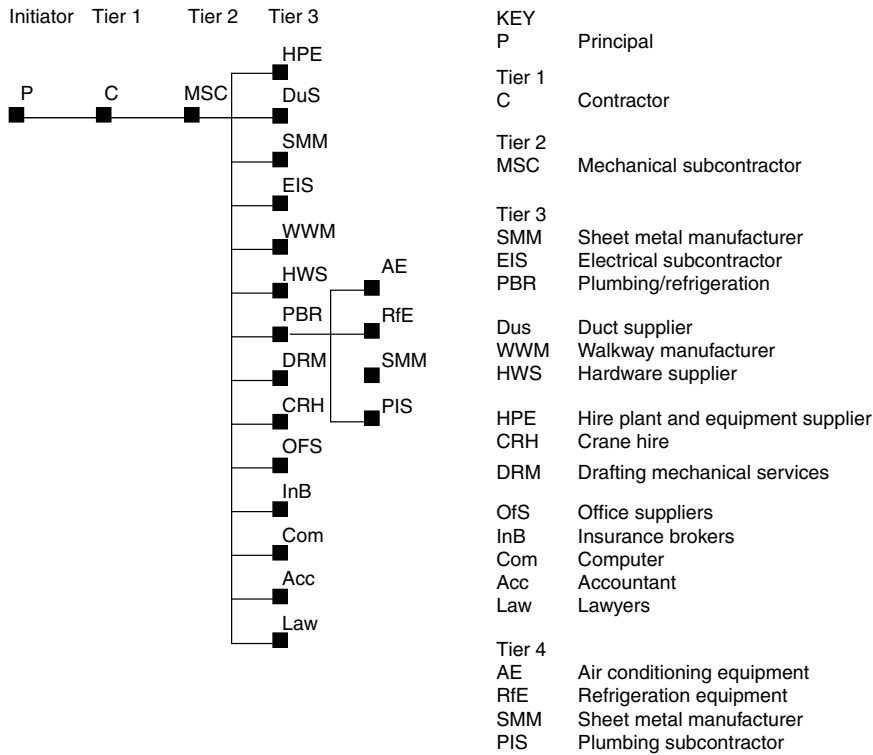 Initiator Tier 1 Tier 2 Tier 3
HPE
P C MSC DuS
SMM
EIS
WWM
HWS AE
PBR RfE
DRM SMM
CRH PIS
OFS
InB
Com
Acc
Law
KEY
P Principal
Tier 1
C Contractor
Tier 2
MSC Mechanical subcontractor
Tier 3
SMM Sheet metal manufacturer
EIS Electrical subcontractor
PBR Plumbing/refrigeration
Dus Duct supplier
WWM Walkway manufacturer
HWS Hardware supplier
HPE Hire plant and equipment supplier
CRH Crane hire
DRM Drafting mechanical services
OfS Office suppliers
InB Insurance brokers
Com Computer
Acc Accountant
Law Lawyers
Tier 4
AE Air conditioning equipment
RfE Refrigeration equipment
SMM Sheet metal manufacturer
PIS Plumbing subcontractor